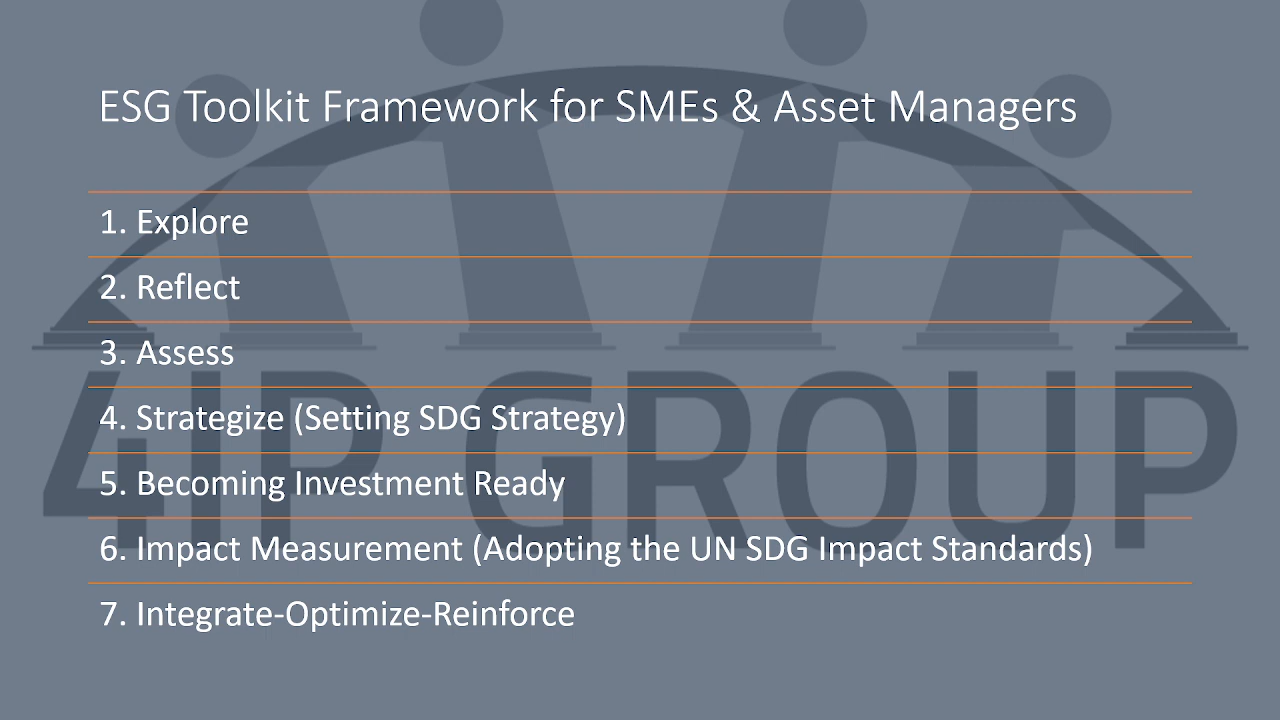 ESG Toolkit Framework for SMEs & Asset Managers
1. Explore
2. Reflect
3. Assess
4. Strategize (Setting SDG Strategy)
5. Becoming Investment Ready
6. Impact Measurement (Adopting the UN SDG Impact Standards)
7. Integrate-Optimize-Reinforce
4IP GROUP